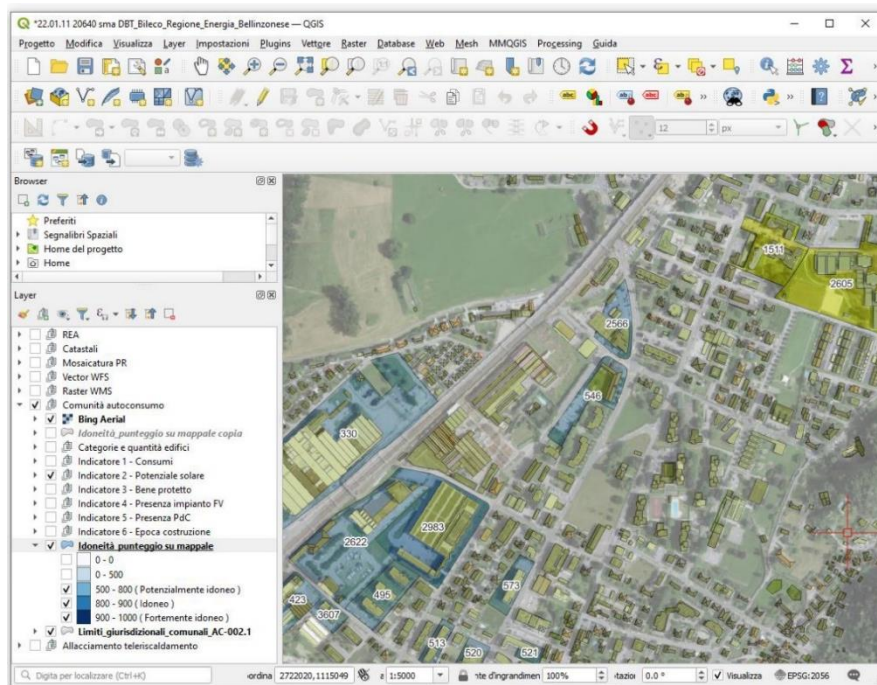 *22.01.11 20640 sma DBT_Bileco_Regione_Energia_Bellinzonese — QGIS
Progetto Modifica Visualizza Layer Impostazioni Plugins Vettore Raster Database Web Mesh MMQGIS Processing Guida
12 px
Browser
Preferiti
Segnalibri Spaziali
Home del progetto
Home
Layer
REA
Catastali
Mosaicatura PR
Vector WFS
Raster WMS
Comunità autoconsumo
Bing Aerial
Idoneità_punteggio su mappale copia
Categorie e quantità edifici
Indicatore 1 - Consumi
Indicatore 2 - Potenziale solare
Indicatore 3 - Bene protetto
Indicatore 4 - Presenza impianto FV
Indicatore 5 - Presenza PdC
Indicatore 6 - Epoca costruzione
Idoneità_punteggio su mappale
0 - 0
0 - 500
500 - 800 ( Potenzialmente idoneo )
800 - 900 ( Idoneo )
900 - 1000 ( Fortemente idoneo )
Limiti_giurisdizionali_comunali_AC-002.1
Allacciamento teleriscaldamento
1511
2605
2566
546
330
2983
2622
573
495
423
3607
513
520
521
Digita per localizzare (Ctrl+K)
ordina 2722020,1115049 1:5000 nte d'ingrandimen 100% tazio 0.0 ° Visualizza EPSG:2056